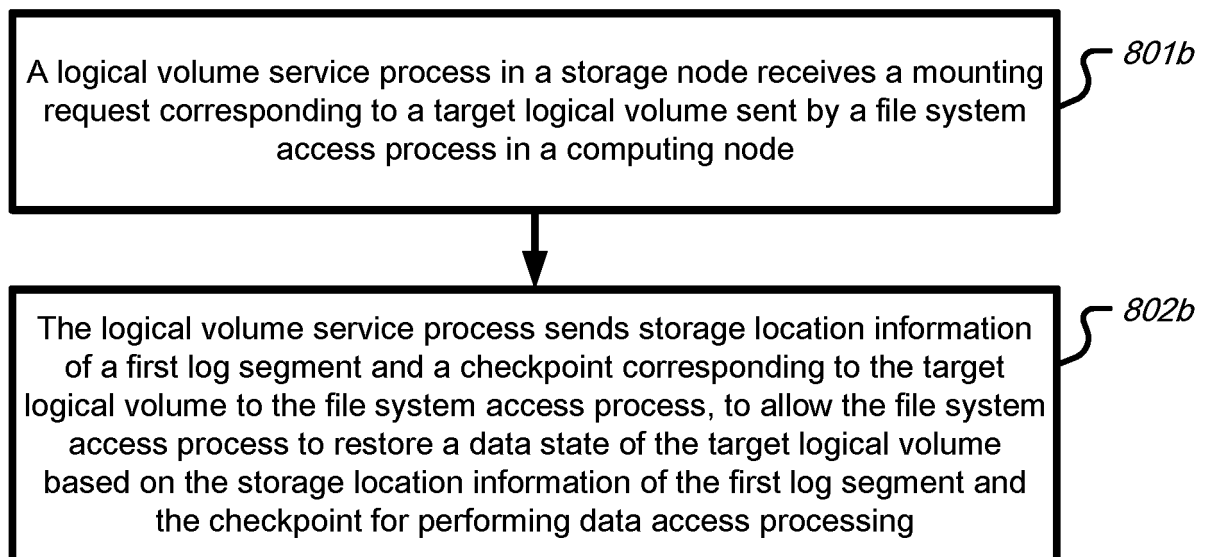 A logical volume service process in a storage node receives a mounting
request corresponding to a target logical volume sent by a file system
access process in a computing node
801b
The logical volume service process sends storage location information
of a first log segment and a checkpoint corresponding to the target
logical volume to the file system access process, to allow the file system
access process to restore a data state of the target logical volume
based on the storage location information of the first log segment and
the checkpoint for performing data access processing
802b